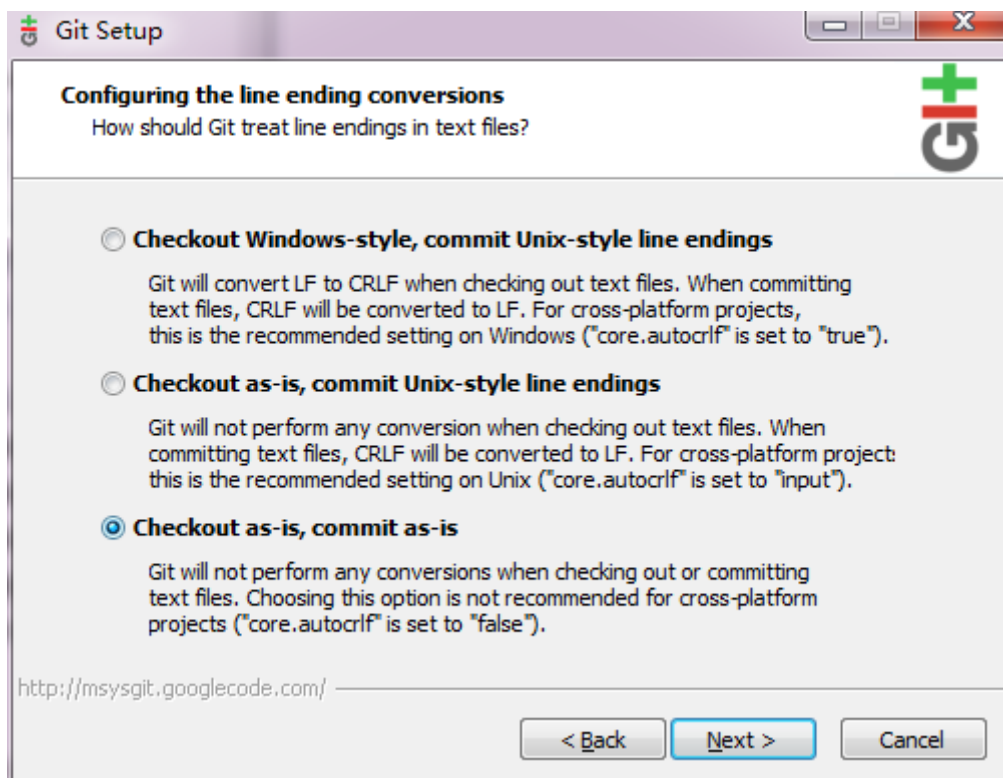 Git Setup
Configuring the line ending conversions
How should Git treat line endings in text files?
Checkout Windows-style, commit Unix-style line endings
Git will convert LF to CRLF when checking out text files. When committing
text files, CRLF will be converted to LF. For cross-platform projects,
this is the recommended setting on Windows ("core.autocrlf" is set to "true").
Checkout as-is, commit Unix-style line endings
Git will not perform any conversion when checking out text files. When
committing text files, CRLF will be converted to LF. For cross-platform project
this is the recommended setting on Unix ("core.autocrlf" is set to "input").
Checkout as-is, commit as-is
Git will not perform any conversions when checking out or committing
text files. Choosing this option is not recommended for cross-platform
projects ("core.autocrlf" is set to "false").
http://msysgit.googlecode.com/
< Back
Next >
Cancel